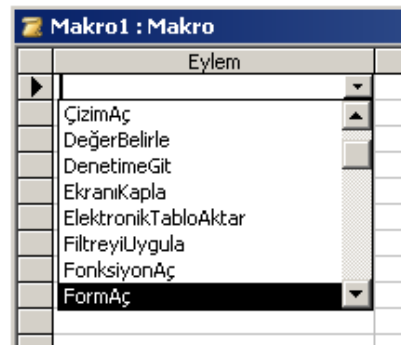 Makro1 : Makro
Eylem
ÇizimAç
DeğerBelirle
DenetimeGit
EkranıKapla
ElektronikTabloAktar
FiltreyiUygula
FonksiyonAç
FormAç